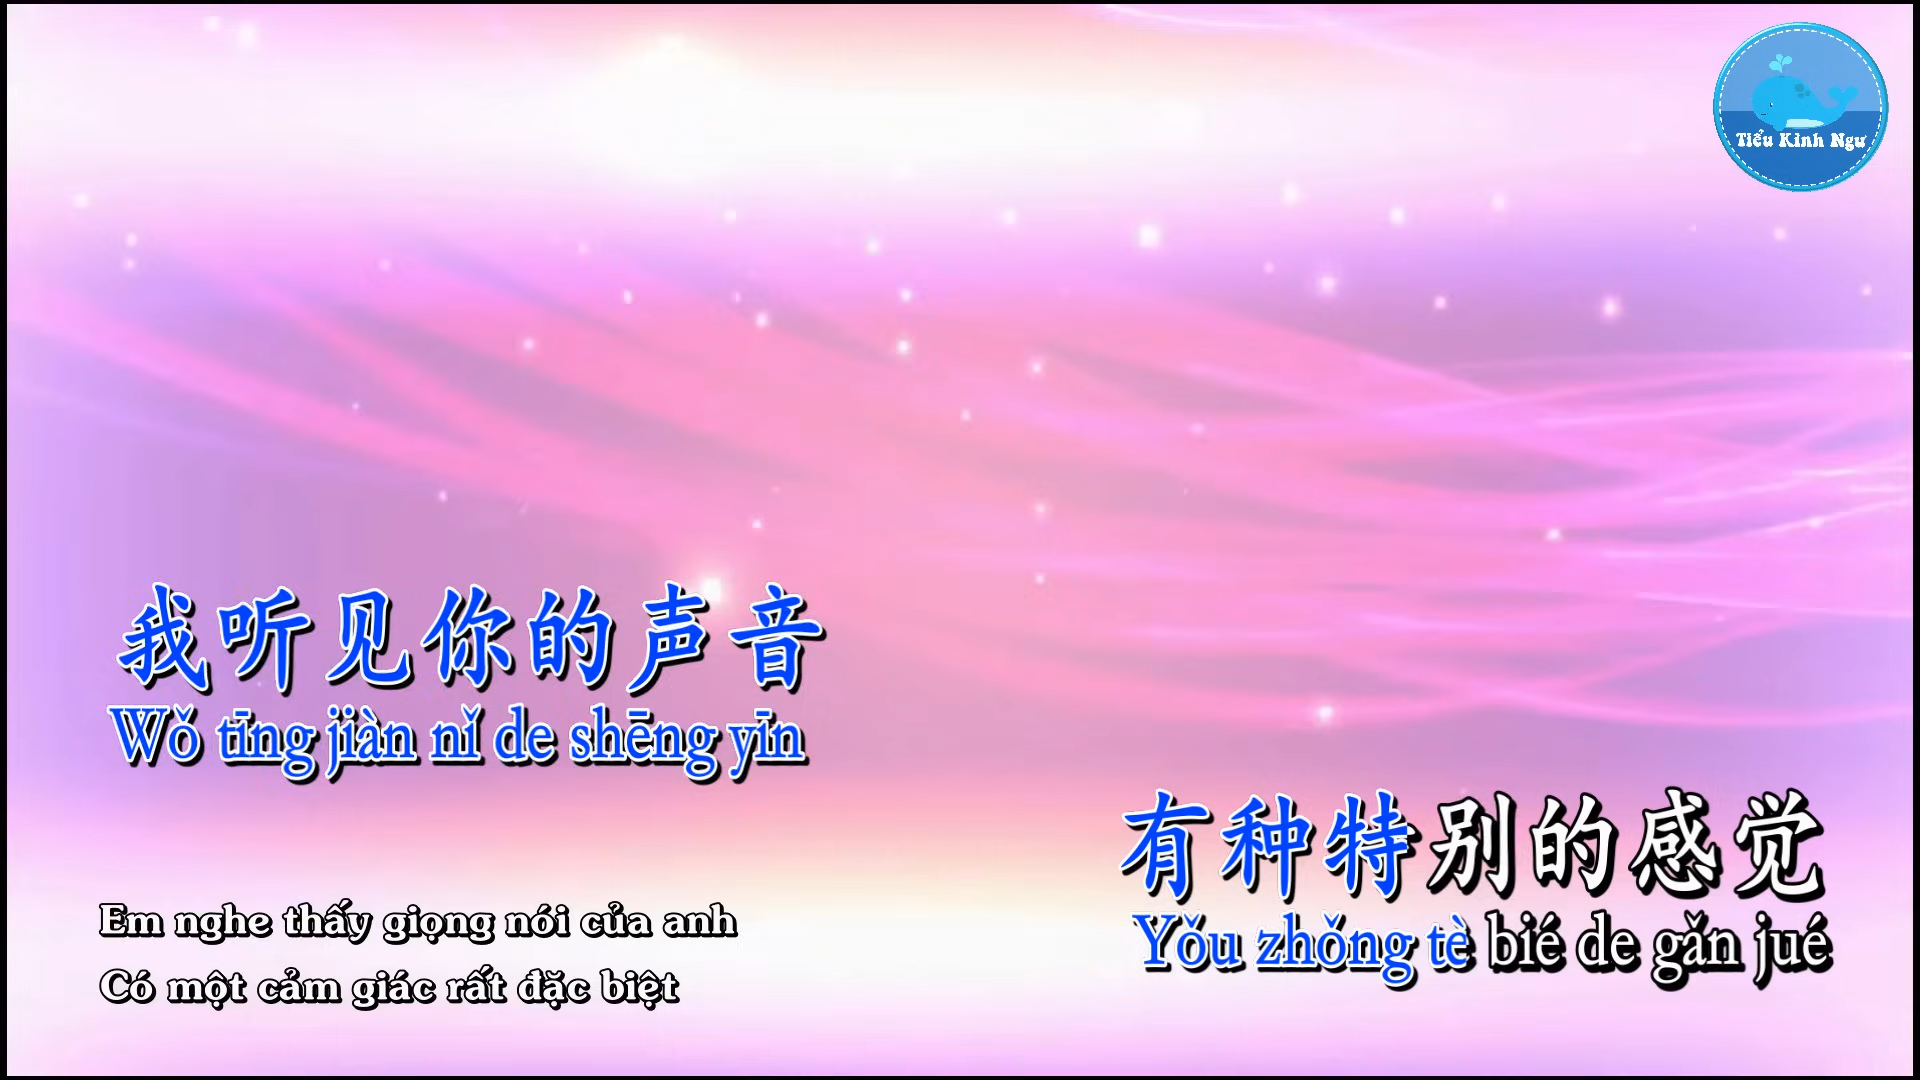 Tiểu Kình Ngư
我听见你的声音
Wǒ tīng jiàn nǐ de shēng yīn
有种特别的感觉
Yǒu zhǒng tè bié de gǎn jué
Em nghe thấy giọng nói của anh
Có một cảm giác rất đặc biệt